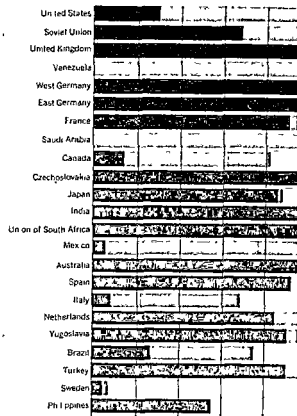 United States
Soviet Union
United Kingdom
Venezuela
West Germany
East Germany
France
Saudi Arabia
Canada
Czechoslovakia
Japan
India
Union of South Africa
Mexico
Australia
Spain
Italy
Netherlands
Yugoslavia
Brazil
Turkey
Sweden
Philippines